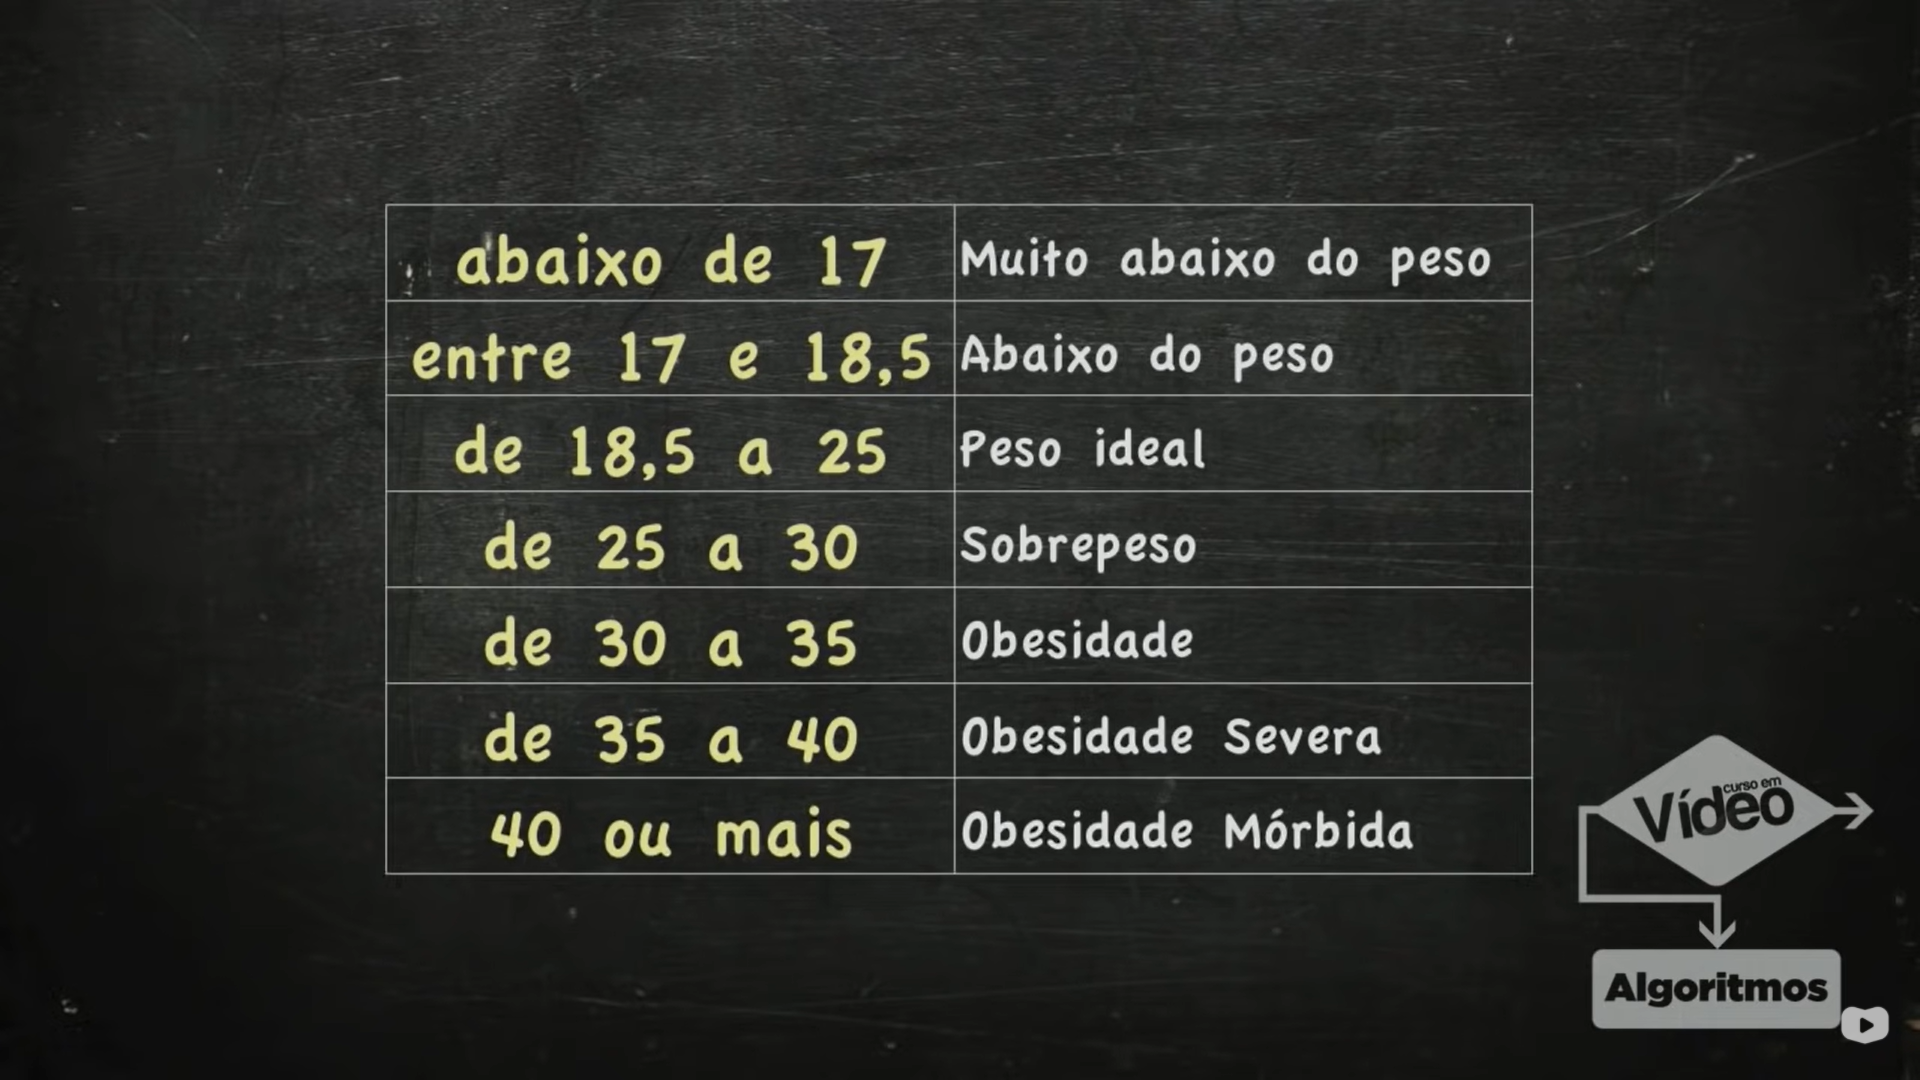 abaixo de 17 Muito abaixo do peso
entre 17 e 18,5 Abaixo do peso
de 18,5 a 25 Peso ideal
de 25 a 30 Sobrepeso
de 30 a 35 Obesidade
de 35 a 40 Obesidade Severa
40 ou mais Obesidade Mórbida
curso em
Vídeo
Algoritmos